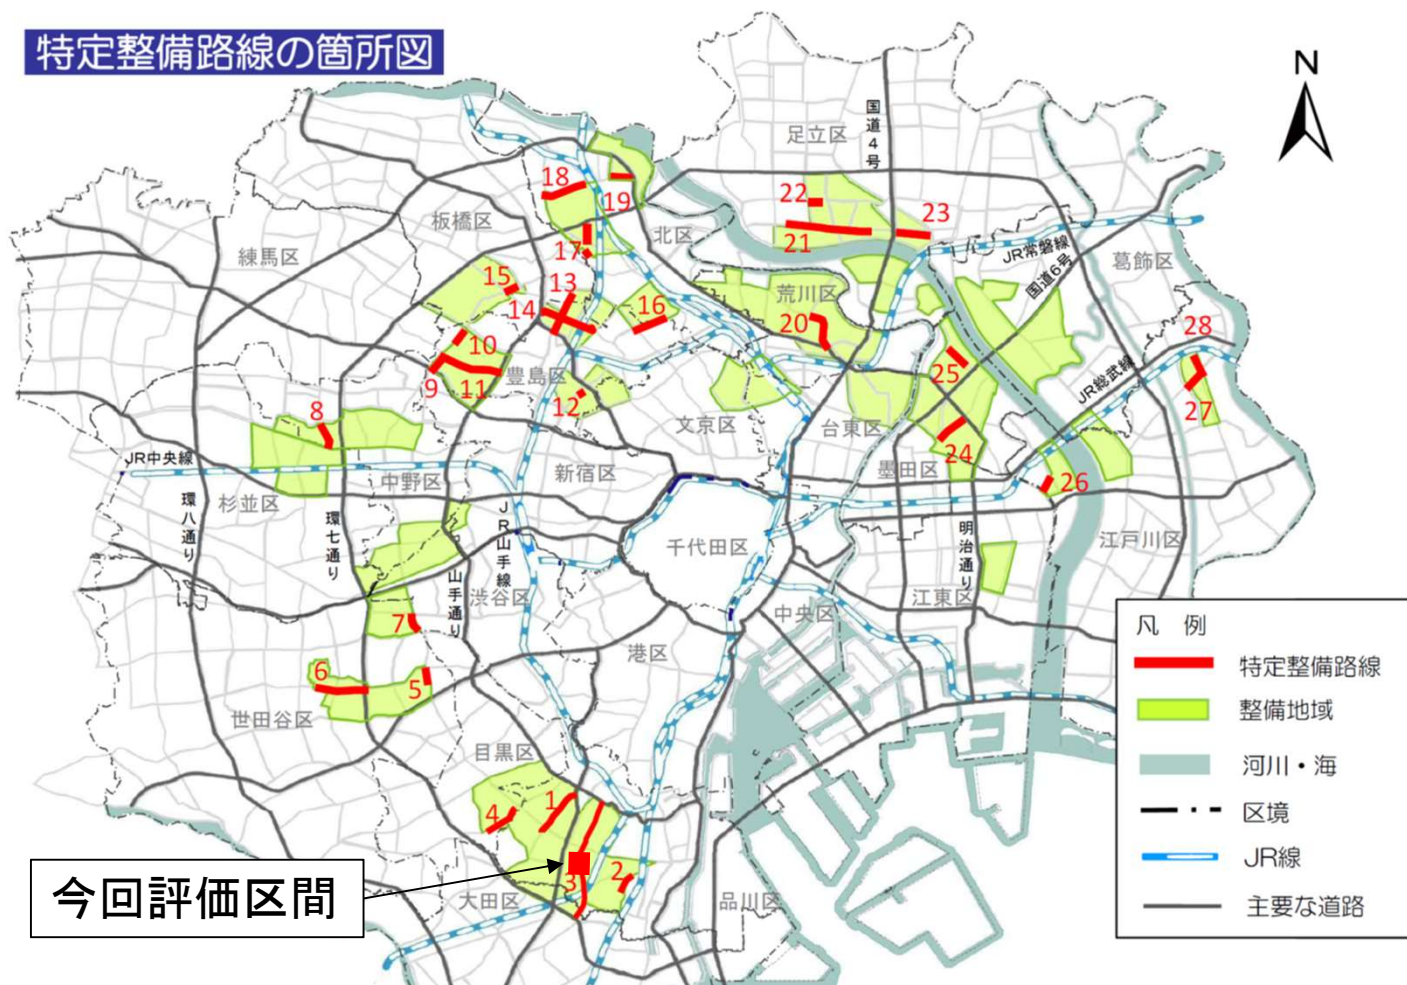 特定整備路線の箇所図
N
国道4号
足立区
18
22
23
19
板橋区
北区
21
17
JR常磐線
葛飾区
練馬区
国道6号
15
13
荒川区
14
16
20
28
10
25
JR総武線
9
11
豊島区
12
27
8
文京区
台東区
24
JR中央線
新宿区
墨田区
26
中野区
杉並区
環八通り
環七通り
JR山手線
千代田区
明治通り
江戸川区
山手通り
渋谷区
江東区
中央区
7
港区
6
5
世田谷区
目黒区
1
4
3
2
今回評価区間
大田区
品川区
凡 例
特定整備路線
整備地域
河川・海
区境
JR線
主要な道路